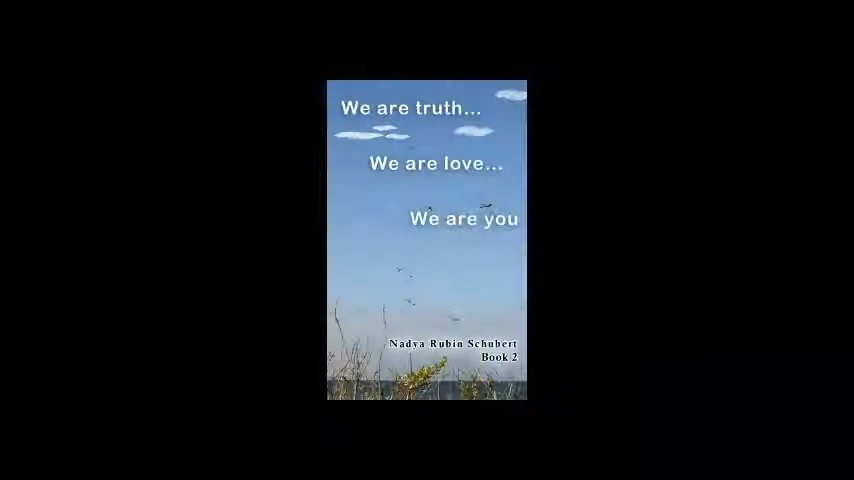 We are truth...
We are love...
We are you
Nadya Rubin Schubert
Book 2